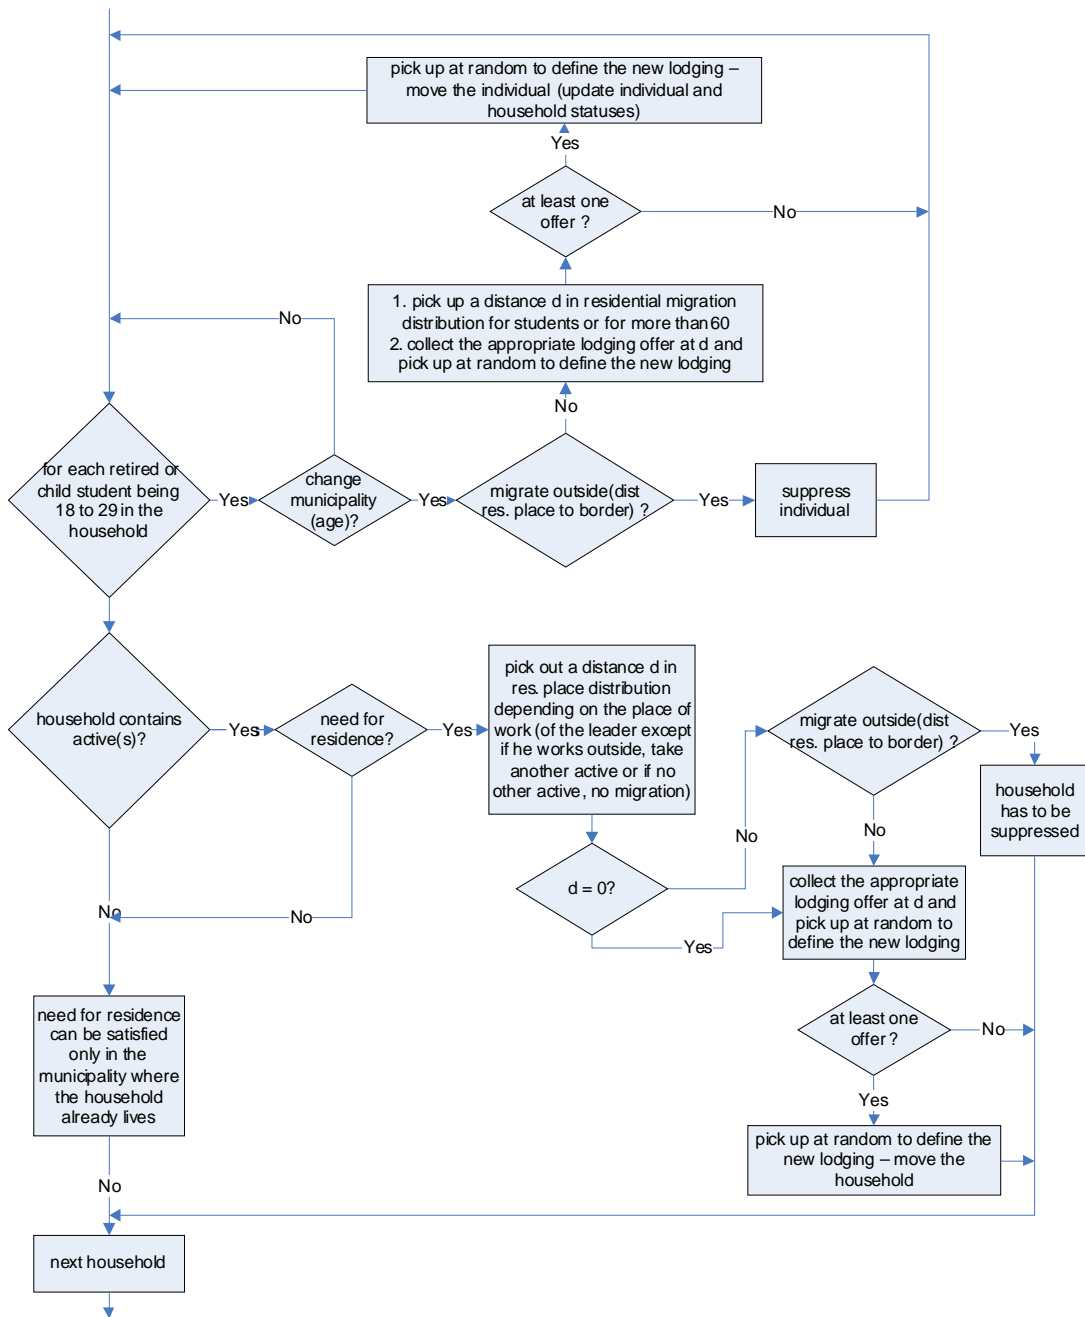 pick up at random to define the new lodging –
move the individual (update individual and
household statuses)
Yes
at least one
offer ?
No
1. pick up a distance d in residential migration
distribution for students or for more than 60
2. collect the appropriate lodging offer at d and
pick up at random to define the new lodging
No
No
for each retired or
child student being
18 to 29 in the
household
Yes
change
municipality
(age)?
Yes
migrate outside(dist
res. place to border) ?
Yes
suppress
individual
household contains
active(s)?
Yes
need for
residence?
Yes
pick out a distance d in
res. place distribution
depending on the place of
work (of the leader except
if he works outside, take
another active or if no
other active, no migration)
migrate outside(dist
res. place to border) ?
Yes
household
has to be
suppressed
No
No
d = 0?
collect the appropriate
lodging offer at d and
pick up at random to
define the new lodging
No
No
Yes
need for residence
can be satisfied
only in the
municipality where
the household
already lives
at least one
offer ?
No
Yes
pick up at random to define the
new lodging – move the
household
No
next household